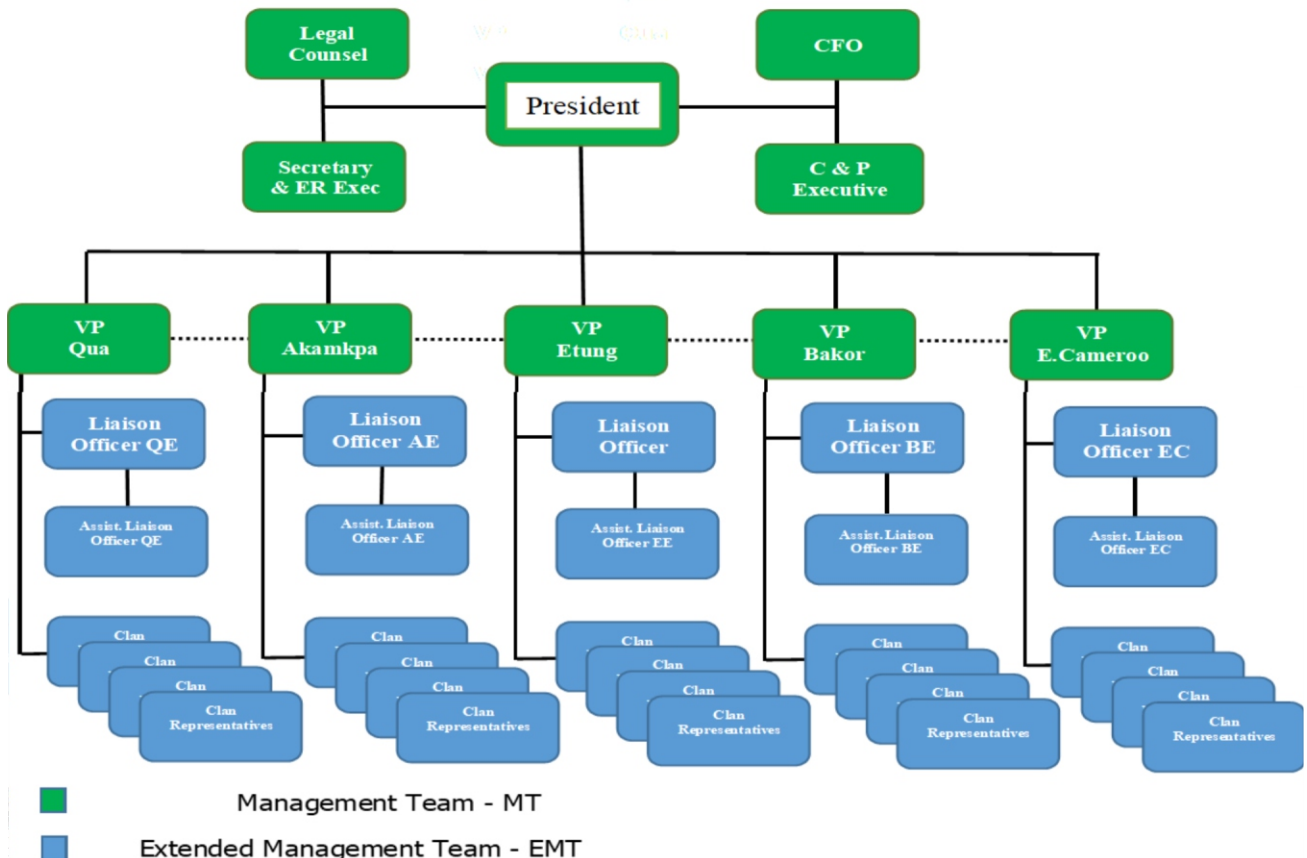 Legal
Counsel
CFO
President
Secretary
& ER Exec
C & P
Executive
VP
Qua
VP
Akamkpa
VP
Etung
VP
Bakor
VP
E.Cameroo
Liaison
Officer QE
Liaison
Officer AE
Liaison
Officer
Liaison
Officer BE
Liaison
Officer EC
Assist. Liaison
Officer QE
Assist. Liaison
Officer AE
Assist. Liaison
Officer EE
Assist. Liaison
Officer BE
Assist. Liaison
Officer EC
Clan
Clan
Clan
Clan
Representatives
Clan
Clan
Clan
Clan
Representatives
Clan
Clan
Clan
Clan
Representatives
Clan
Clan
Clan
Clan
Representatives
Clan
Clan
Clan
Clan
Representatives
Management Team - MT
Extended Management Team - EMT